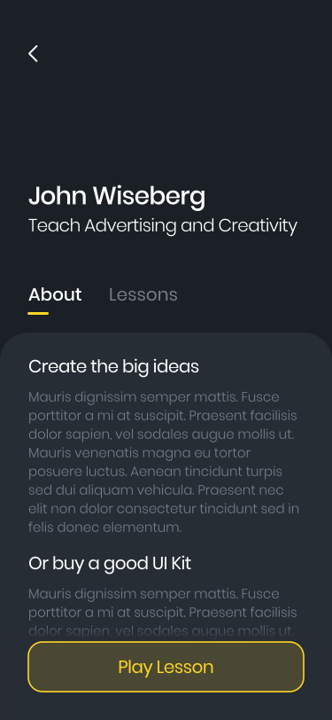 John Wiseberg
Teach Advertising and Creativity
About Lessons
Create the big ideas
Mauris dignissim semper mattis. Fusce
porttitor a mi at suscipit. Praesent facilisis
dolor sapien, vel sodales augue mollis ut.
Mauris venenatis magna eu tortor
posuere luctus. Aenean tincidunt turpis
sed dui aliquam vehicula. Praesent nec
elit non dolor consectetur tincidunt sed in
felis donec elementum.
Or buy a good UI Kit
Mauris dignissim semper mattis. Fusce
porttitor a mi at suscipit. Praesent facilisis
dolor sapien, vel sodales augue mollis ut.
Play Lesson